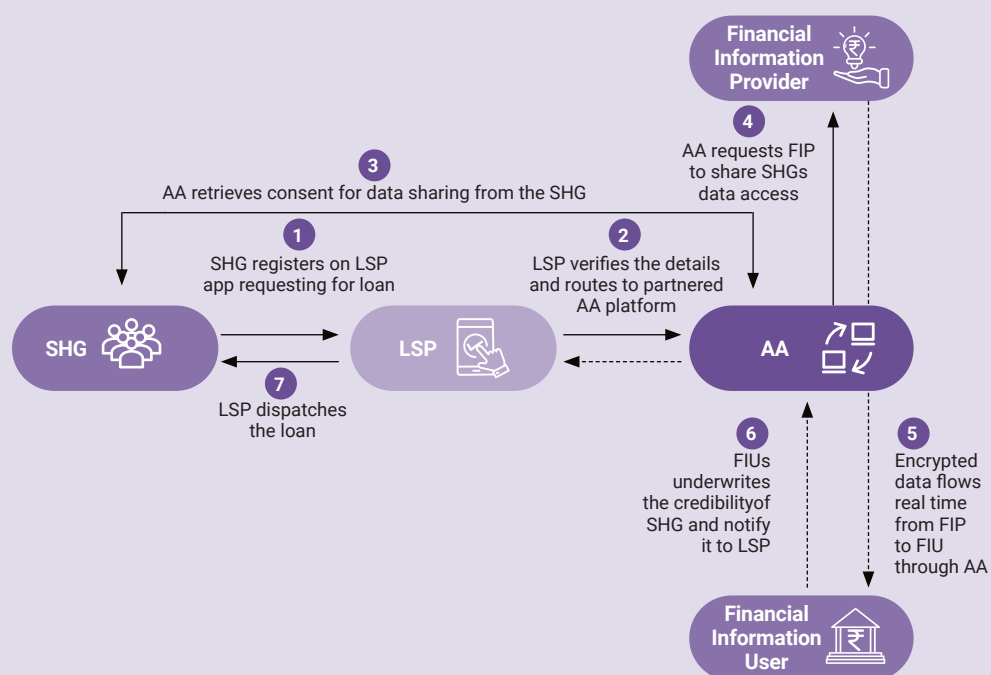 Financial
Information
Provider
4
AA requests FIP
to share SHGs
data access
3
AA retrieves consent for data sharing from the SHG
1
SHG registers on LSP
app requesting for loan
2
LSP verifies the details
and routes to partnered
AA platform
SHG
LSP
AA
7
LSP dispatches
the loan
6
FIUs
underwrites
the credibilityof
SHG and notify
it to LSP
5
Encrypted
data flows
real time
from FIP
to FIU
through AA
Financial
Information
User